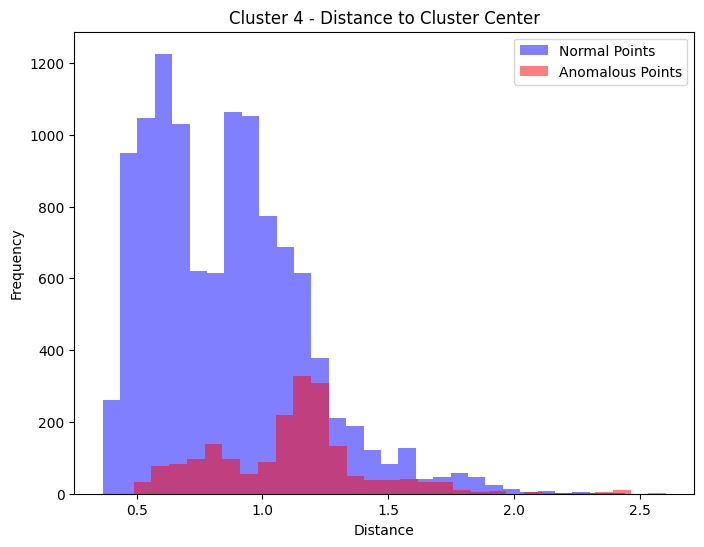 Cluster 4 - Distance to Cluster Center
Normal Points
Anomalous Points
1200
1000
800
600
400
200
0
Frequency
0.5
1.0
1.5
2.0
2.5
Distance